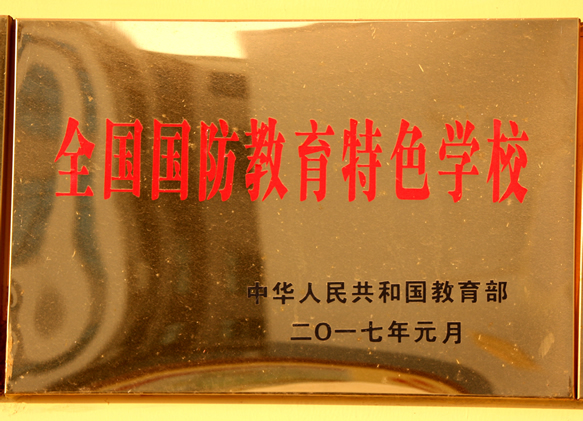 全国国防教育特色学校
中华人民共和国教育部
二〇一七年元月